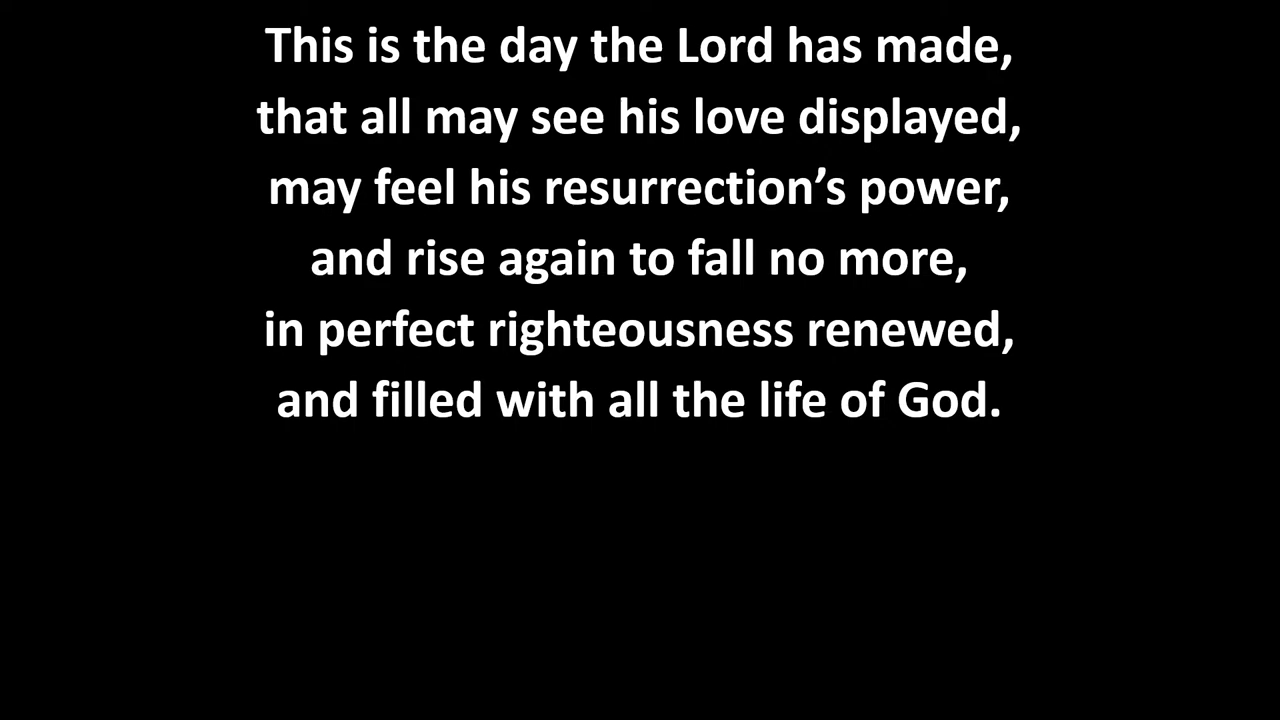 This is the day the Lord has made,
that all may see his love displayed,
may feel his resurrection’s power,
and rise again to fall no more,
in perfect righteousness renewed,
and filled with all the life of God.